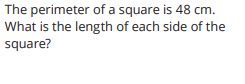 The perimeter of a square is 48 cm.
What is the length of each side of the
square?